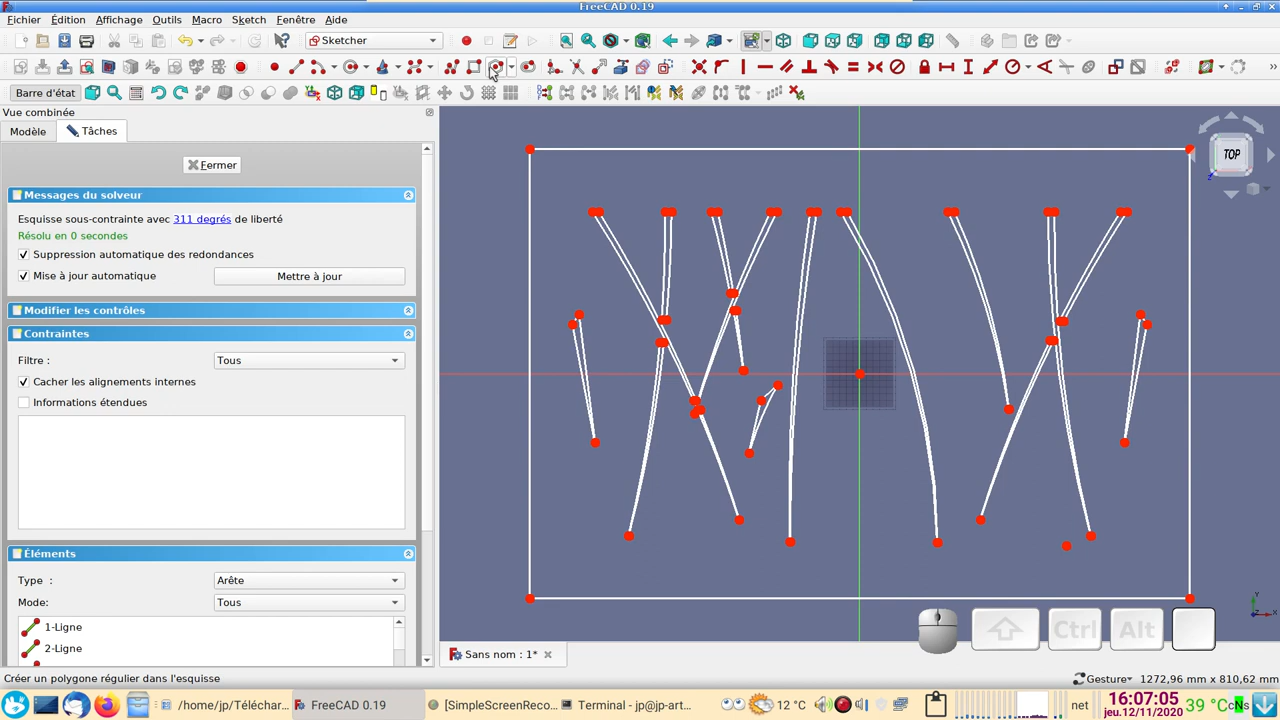 FreeCAD 0.19
Fichier Édition Affichage Outils Macro Sketch Fenêtre Aide
Sketcher
Barre d'état
Vue combinée
Modèle Tâches
Fermer
Messages du solveur
Esquisse sous-contrainte avec 311 degrés de liberté
Résolu en 0 secondes
Suppression automatique des redondances
Mise à jour automatique Mettre à jour
Modifier les contrôles
Contraintes
Filtre : Tous
Cacher les alignements internes
Informations étendues
Éléments
Type : Arête
Mode: Tous
1-Ligne
2-Ligne
TOP
Y
Z
X
Ctrl Alt
Sans nom : 1*
Créer un polygone régulier dans l'esquisse
Gesture 1272,96 mm x 810,62 mm
/home/jp/Téléchar... FreeCAD 0.19 [SimpleScreenReco... Terminal - jp@jp-art... 12 °C net 16:07:05 jeu.12/11/2020 39 °C cNs